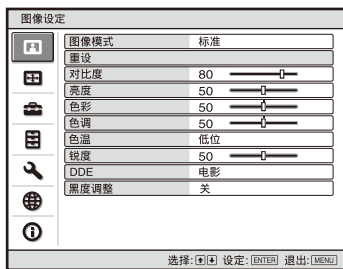 图像设定
图像模式 标准
重设
对比度 80
亮度 50
色彩 50
色调 50
色温 低位
锐度 50
DDE 电影
黑度调整 关
选择: 设定: ENTER 退出: MENU